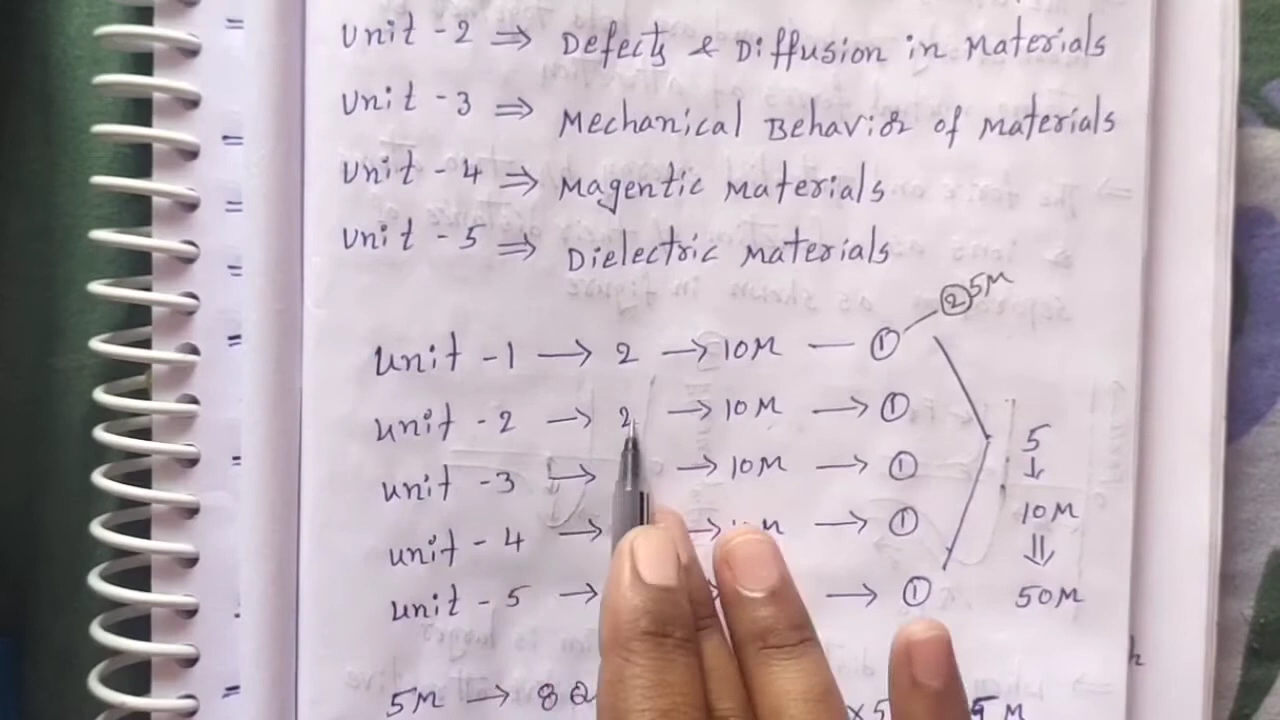 Unit - 2 ⇒ Defects & Diffusion in Materials
Unit - 3 ⇒ Mechanical Behavior of Materials
Unit - 4 ⇒ Magentic Materials
Unit - 5 ⇒ Dielectric Materials
② 5M
Unit - 1 → 2 → 10M — ①
Unit - 2 → 2 → 10M → ①
Unit - 3 → → 10M → ①
Unit - 4 → → M → ①
Unit - 5 → → ①
5
↓
10M
⇓
50M
5M → 8 Q × 5 M